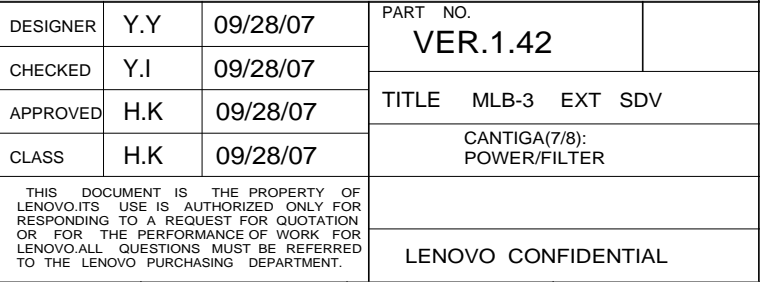 DESIGNER Y.Y 09/28/07
CHECKED Y.I 09/28/07
APPROVED H.K 09/28/07
CLASS H.K 09/28/07
THIS DOCUMENT IS THE PROPERTY OF
LENOVO.ITS USE IS AUTHORIZED ONLY FOR
RESPONDING TO A REQUEST FOR QUOTATION
OR FOR THE PERFORMANCE OF WORK FOR
LENOVO.ALL QUESTIONS MUST BE REFERRED
TO THE LENOVO PURCHASING DEPARTMENT.
PART NO.
VER.1.42
TITLE MLB-3 EXT SDV
CANTIGA(7/8):
POWER/FILTER
LENOVO CONFIDENTIAL